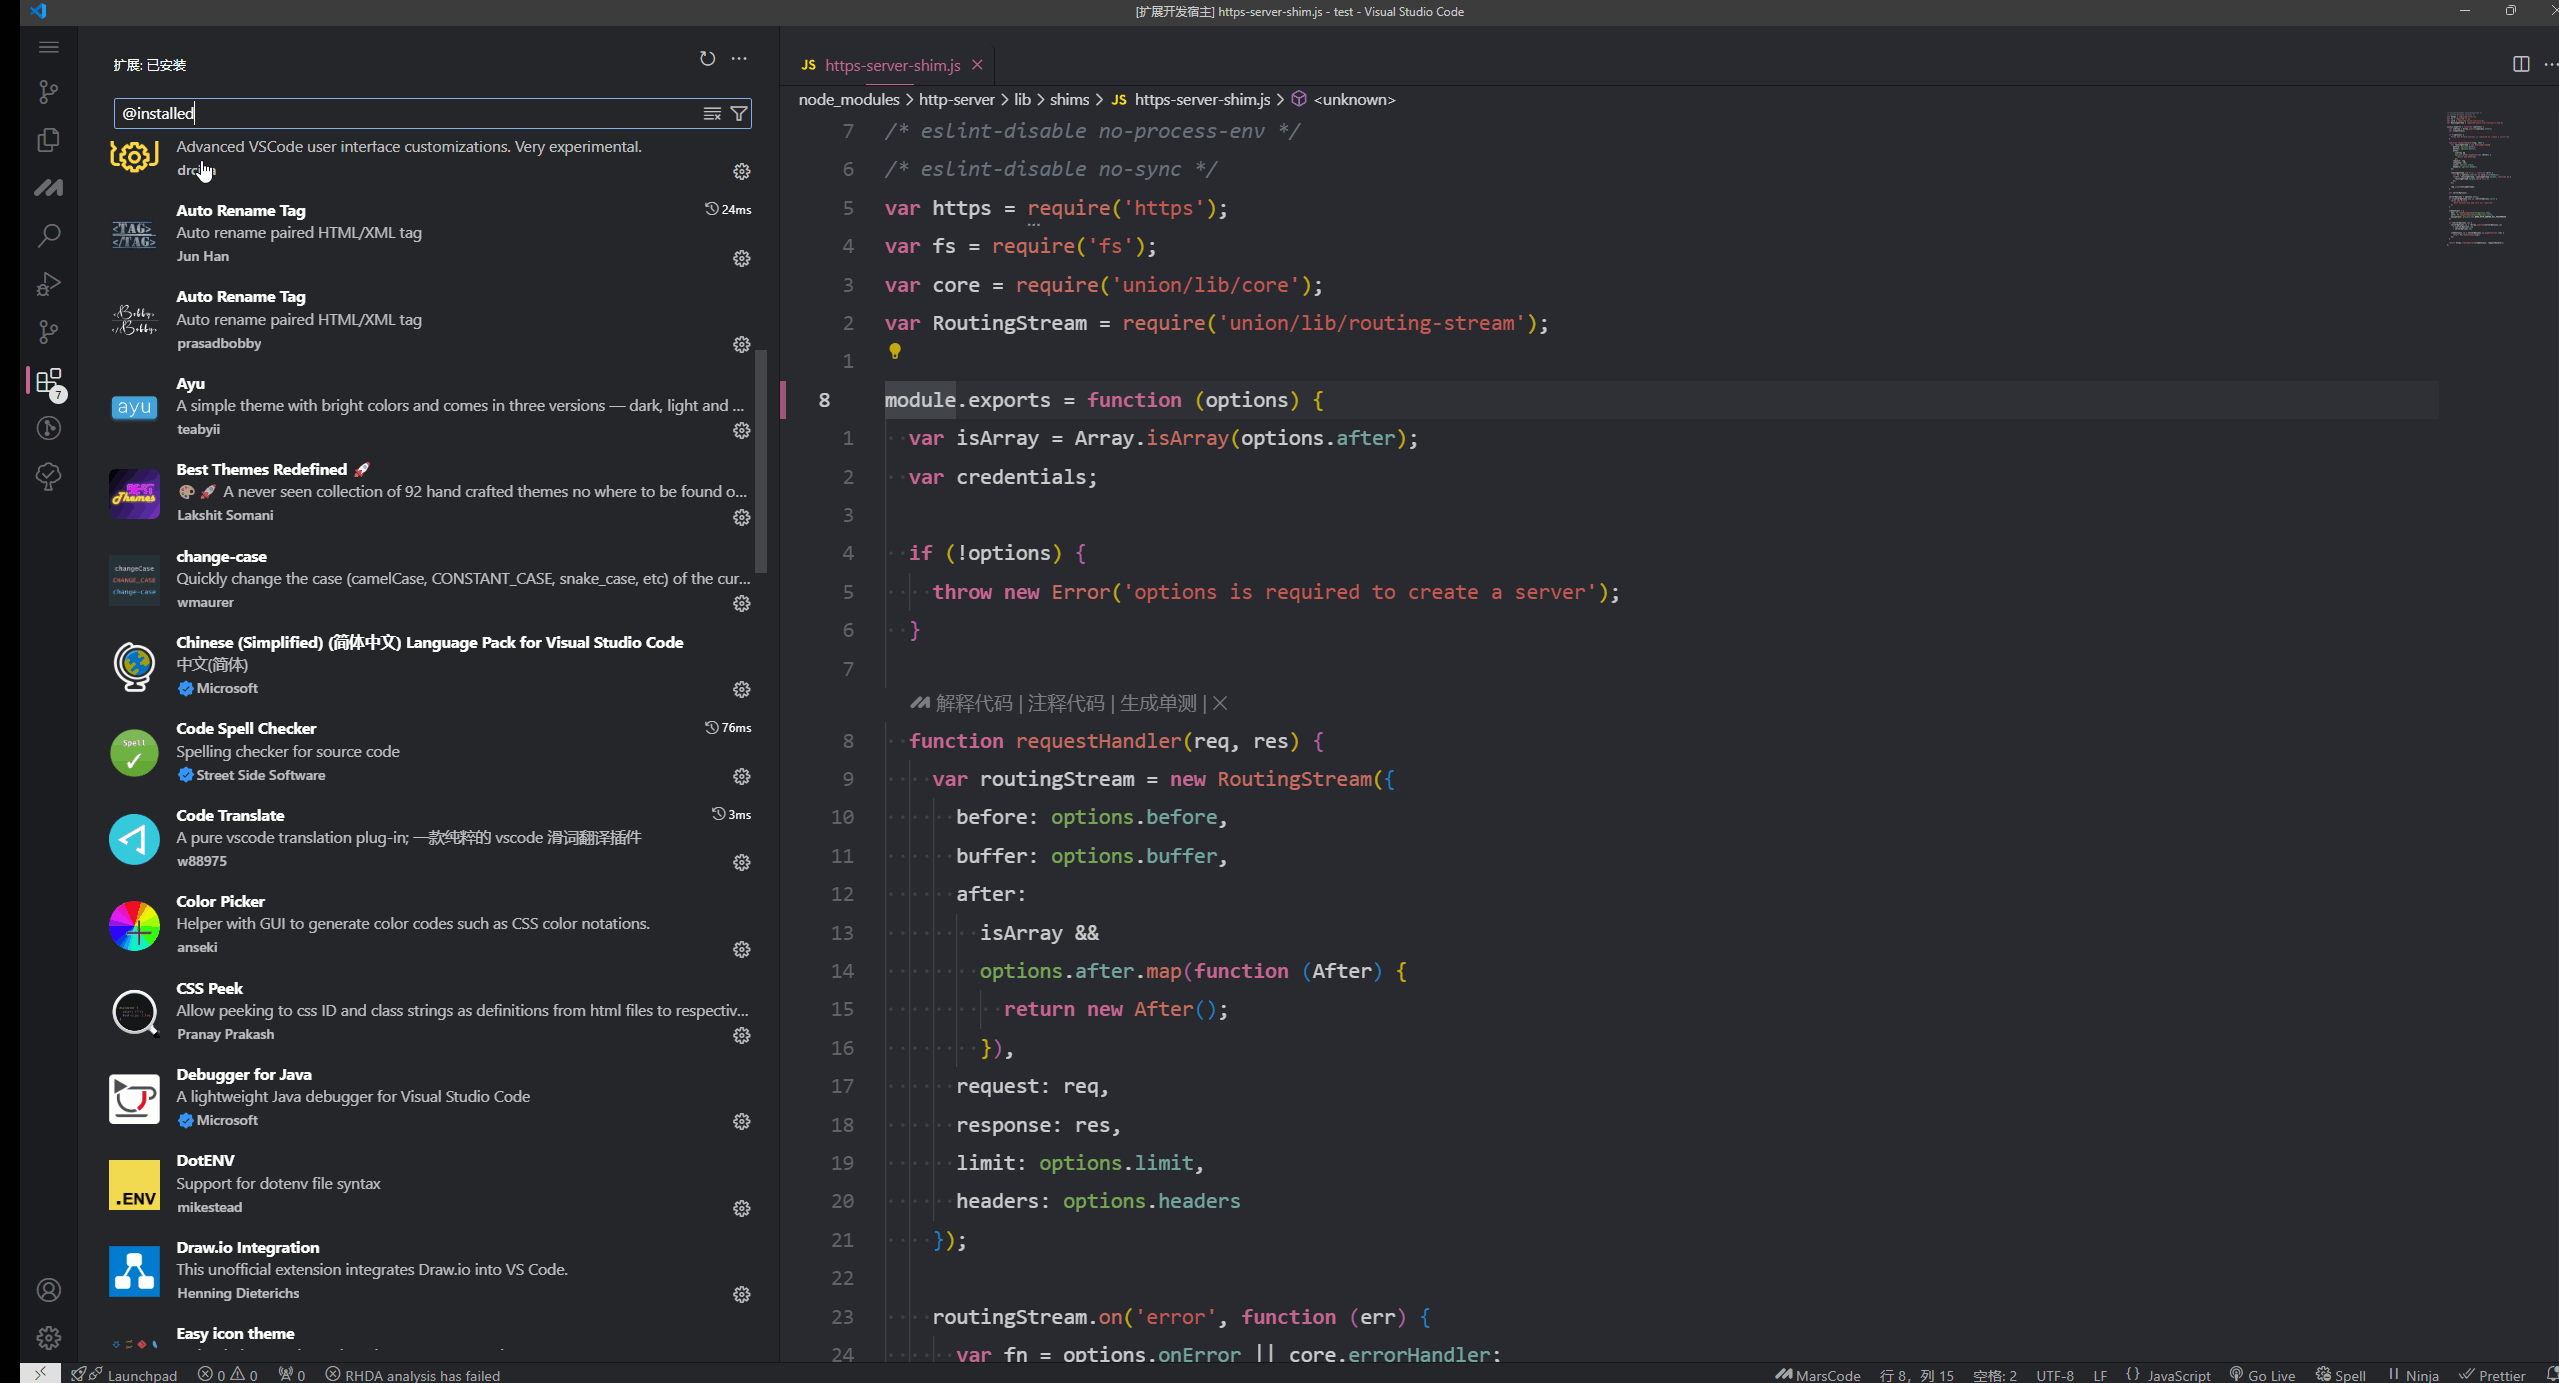 [扩展开发宿主] https-server-shim.js - test - Visual Studio Code
扩展: 已安装
@installed
Advanced VSCode user interface customizations. Very experimental.
Auto Rename Tag
24ms
Auto rename paired HTML/XML tag
Jun Han
Auto Rename Tag
Auto rename paired HTML/XML tag
prasadbobby
Ayu
A simple theme with bright colors and comes in three versions — dark, light and ...
teabyii
Best Themes Redefined 🚀
🎨 🚀 A never seen collection of 92 hand crafted themes no where to be found o...
Lakshit Somani
change-case
Quickly change the case (camelCase, CONSTANT_CASE, snake_case, etc) of the cur...
wmaurer
Chinese (Simplified) (简体中文) Language Pack for Visual Studio Code
中文(简体)
Microsoft
Code Spell Checker
76ms
Spelling checker for source code
Street Side Software
Code Translate
3ms
A pure vscode translation plug-in; 一款纯粹的 vscode 滑词翻译插件
w88975
Color Picker
Helper with GUI to generate color codes such as CSS color notations.
anseki
CSS Peek
Allow peeking to css ID and class strings as definitions from html files to respectiv...
Pranay Prakash
Debugger for Java
A lightweight Java debugger for Visual Studio Code
Microsoft
DotENV
Support for dotenv file syntax
mikestead
Draw.io Integration
This unofficial extension integrates Draw.io into VS Code.
Henning Dieterichs
Easy icon theme
<TAG>
</TAG>
<Bobby>
</Bobby>
ayu
BEST
Themes
changeCase
CHANGE_CASE
change-case
Spell
.ENV
7
JS https-server-shim.js
node_modules > http-server > lib > shims > JS https-server-shim.js > <unknown>
7 /* eslint-disable no-process-env */
6 /* eslint-disable no-sync */
5 var https = require('https');
4 var fs = require('fs');
3 var core = require('union/lib/core');
2 var RoutingStream = require('union/lib/routing-stream');
1
8 module.exports = function (options) {
1 var isArray = Array.isArray(options.after);
2 var credentials;
3
4 if (!options) {
5 throw new Error('options is required to create a server');
6 }
7
解释代码 | 注释代码 | 生成单测 |
8 function requestHandler(req, res) {
9 var routingStream = new RoutingStream({
10 before: options.before,
11 buffer: options.buffer,
12 after:
13 isArray &&
14 options.after.map(function (After) {
15 return new After();
16 }),
17 request: req,
18 response: res,
19 limit: options.limit,
20 headers: options.headers
21 });
22
23 routingStream.on('error', function (err) {
24 var fn = options.onError || core.errorHandler;
Launchpad 0 0 0 RHDA analysis has failed
MarsCode 行 8，列 15 空格: 2 UTF-8 LF {} JavaScript Go Live Spell Ninja Prettier